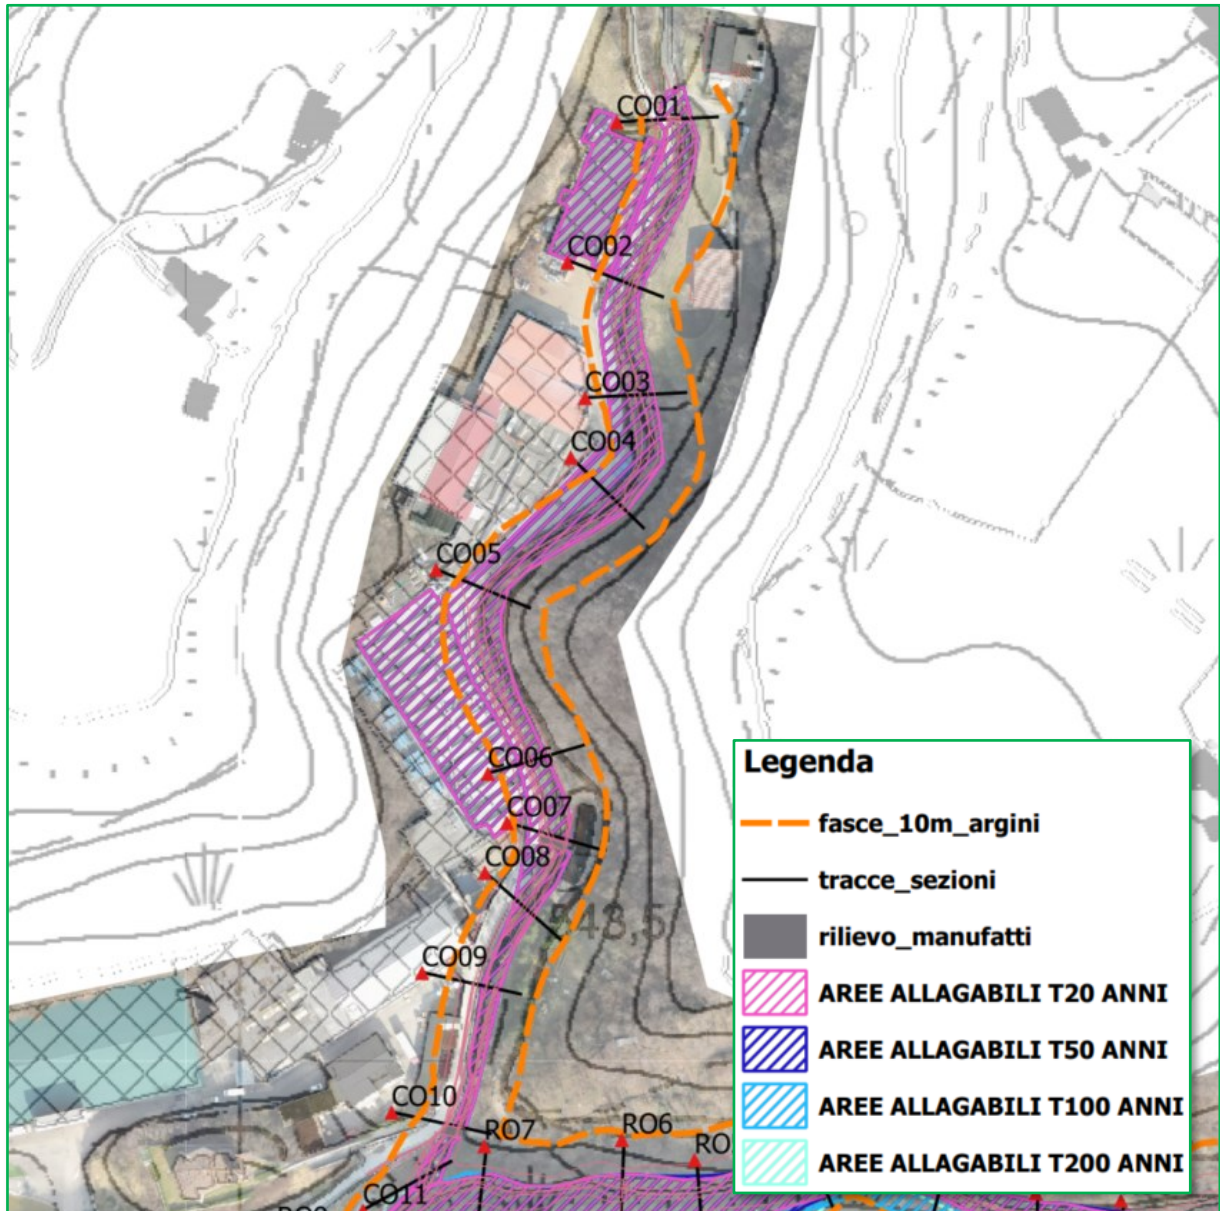 CO01
CO02
CO03
CO04
CO05
CO06
CO07
CO08
543,5
CO09
CO10
RO7
RO6
RO
CO11
Legenda
fasce_10m_argini
tracce_sezioni
rilievo_manufatti
AREE ALLAGABILI T20 ANNI
AREE ALLAGABILI T50 ANNI
AREE ALLAGABILI T100 ANNI
AREE ALLAGABILI T200 ANNI